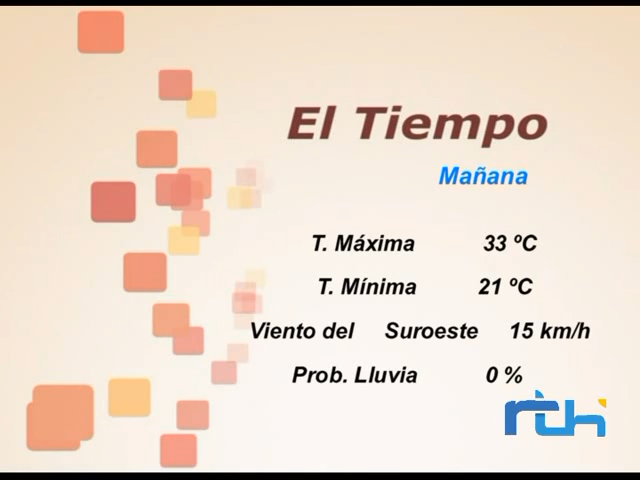 El Tiempo
Mañana
T. Máxima 33 ºC
T. Mínima 21 ºC
Viento del Suroeste 15 km/h
Prob. Lluvia 0 %
rth